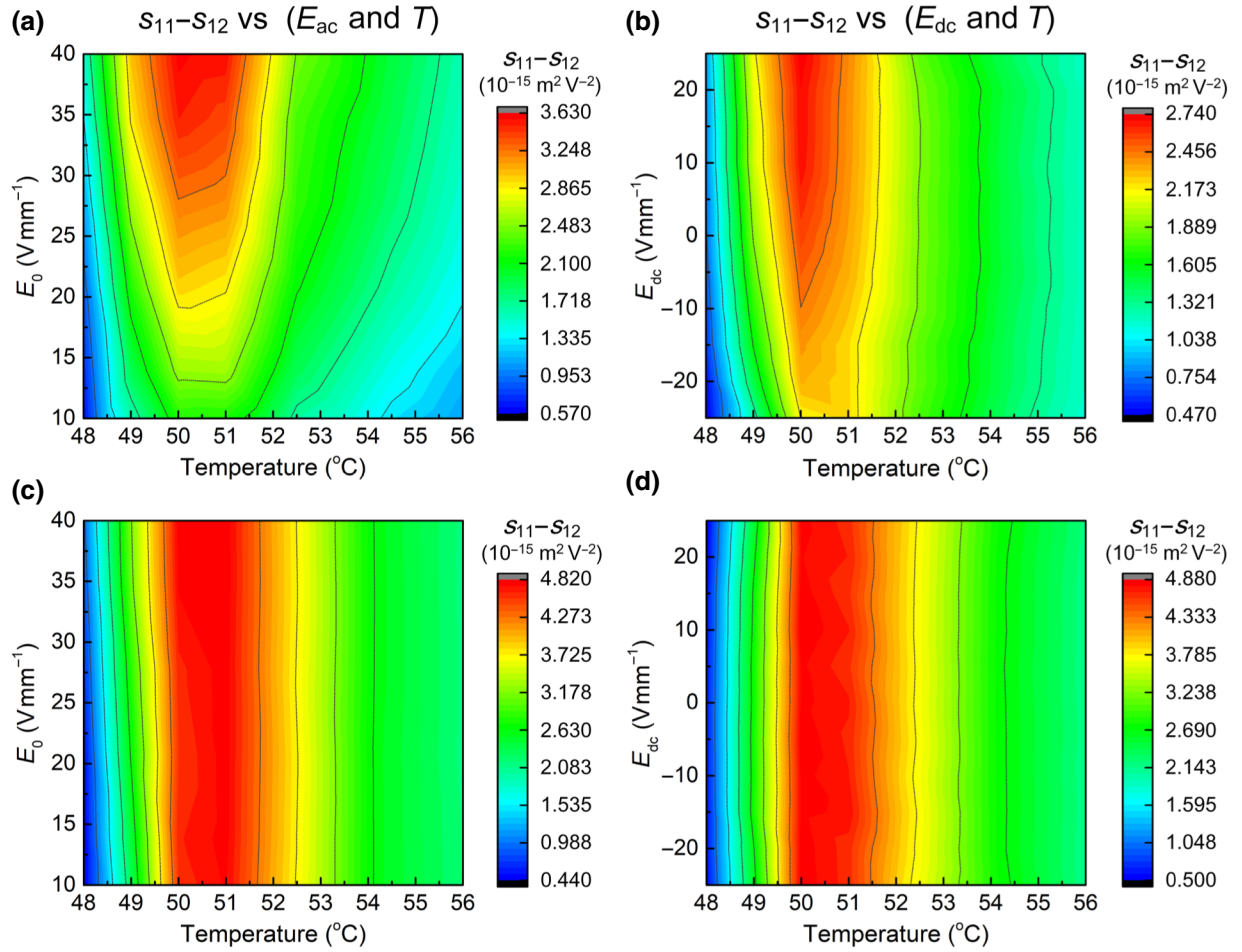 (a) s₁₁–s₁₂ vs (Eₐc and T)
s₁₁–s₁₂
(10⁻¹⁵ m² V⁻²)
40
35
30
25
20
15
10
E₀ (V mm⁻¹)
48 49 50 51 52 53 54 55 56
Temperature (°C)
3.630
3.248
2.865
2.483
2.100
1.718
1.335
0.953
0.570
(b) s₁₁–s₁₂ vs (E_dc and T)
s₁₁–s₁₂
(10⁻¹⁵ m² V⁻²)
20
10
0
−10
−20
E_dc (V mm⁻¹)
48 49 50 51 52 53 54 55 56
Temperature (°C)
2.740
2.456
2.173
1.889
1.605
1.321
1.038
0.754
0.470
(c)
s₁₁–s₁₂
(10⁻¹⁵ m² V⁻²)
40
35
30
25
20
15
10
E₀ (V mm⁻¹)
48 49 50 51 52 53 54 55 56
Temperature (°C)
4.820
4.273
3.725
3.178
2.630
2.083
1.535
0.988
0.440
(d)
s₁₁–s₁₂
(10⁻¹⁵ m² V⁻²)
20
10
0
−10
−20
E_dc (V mm⁻¹)
48 49 50 51 52 53 54 55 56
Temperature (°C)
4.880
4.333
3.785
3.238
2.690
2.143
1.595
1.048
0.500